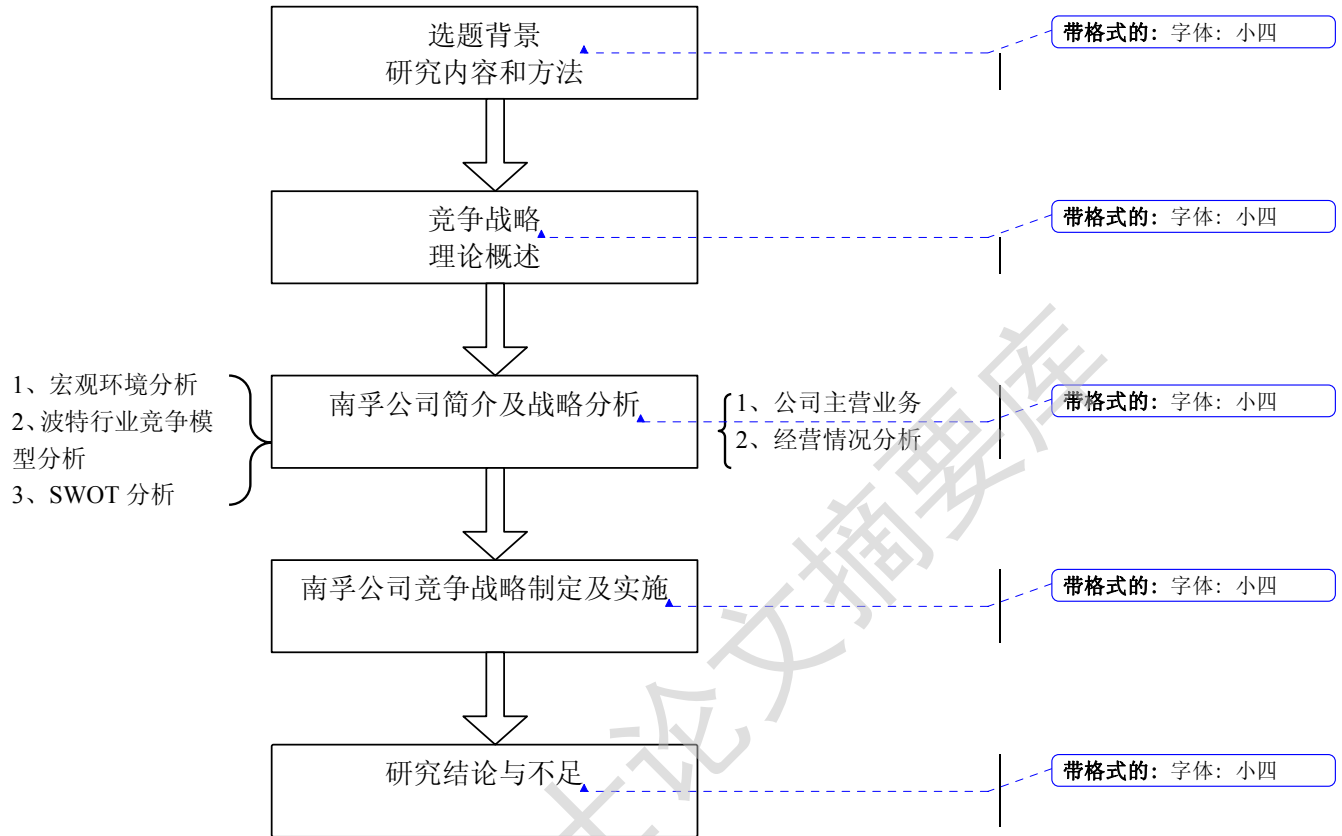 选题背景
研究内容和方法
带格式的：字体：小四
竞争战略
理论概述
带格式的：字体：小四
1、宏观环境分析
2、波特行业竞争模
型分析
3、SWOT 分析
南孚公司简介及战略分析
1、公司主营业务
2、经营情况分析
带格式的：字体：小四
南孚公司竞争战略制定及实施
带格式的：字体：小四
研究结论与不足
带格式的：字体：小四
士论文摘要库